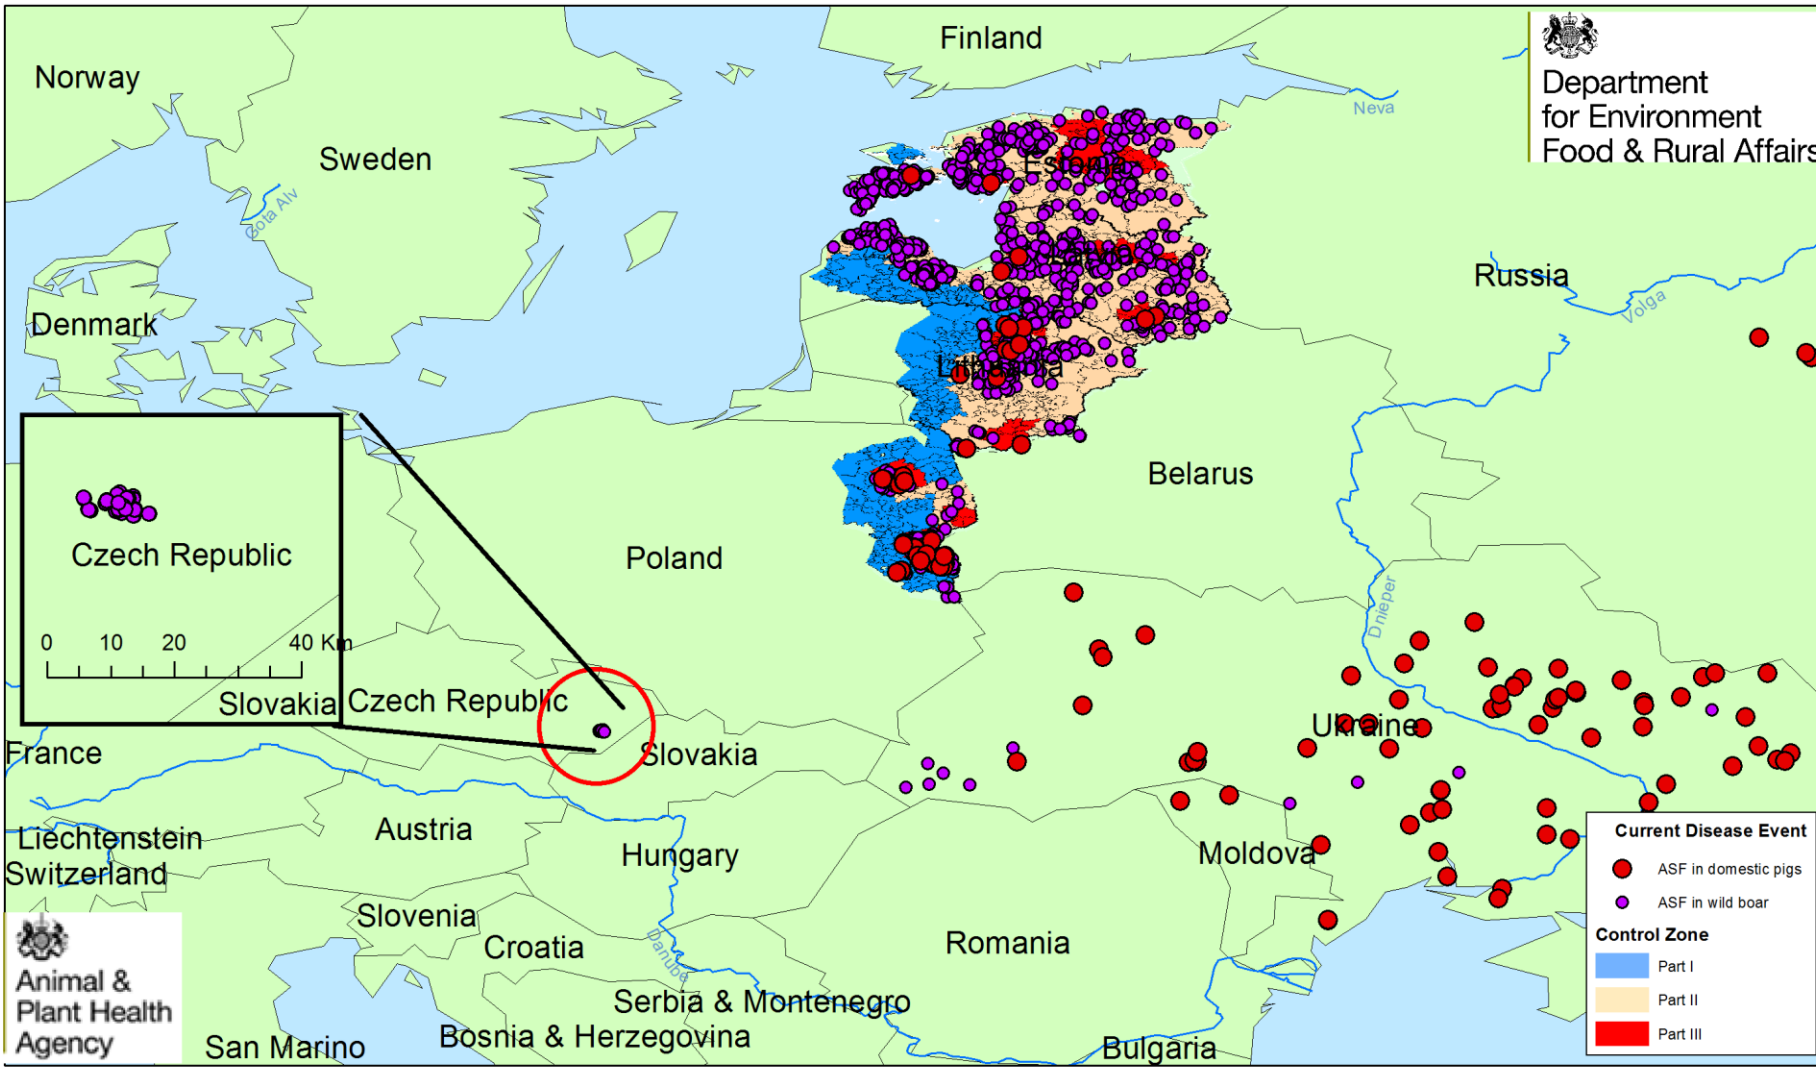 Finland
Norway
Department
for Environment
Food & Rural Affairs
Neva
Sweden
Estonia
Gota Alv
Latvia
Russia
Volga
Denmark
Lithuania
Belarus
Poland
Czech Republic
Dnieper
0 10 20 40 Km
Slovakia
Czech Republic
Ukraine
France
Slovakia
Liechtenstein
Austria
Hungary
Moldova
Switzerland
Current Disease Event
ASF in domestic pigs
ASF in wild boar
Control Zone
Part I
Part II
Part III
Slovenia
Croatia
Danube
Romania
Animal &
Plant Health
Agency
Serbia & Montenegro
Bosnia & Herzegovina
San Marino
Bulgaria